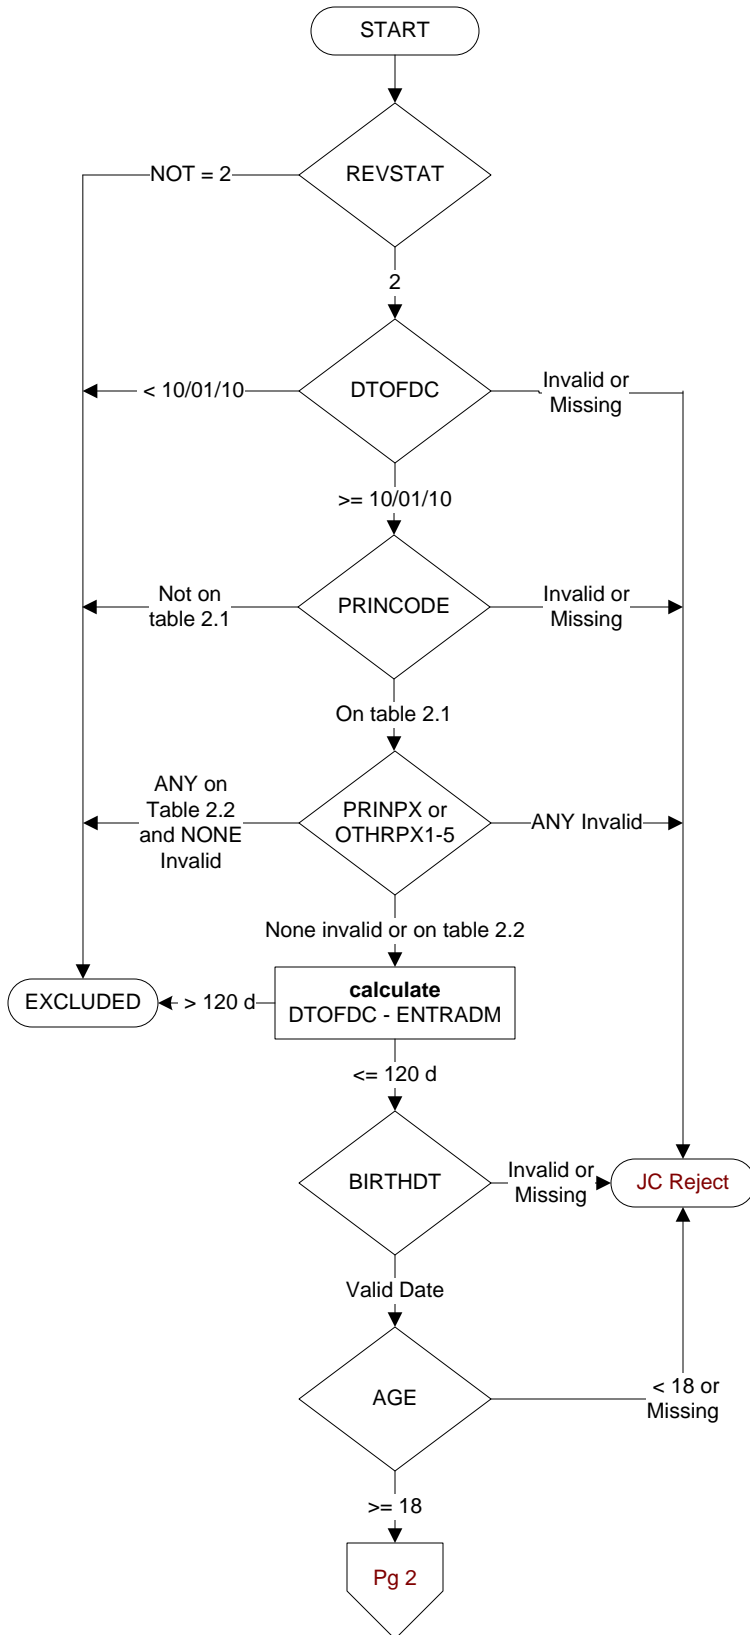 START
NOT = 2
REVSTAT
2
< 10/01/10
DTOFDC
Invalid or
Missing
>= 10/01/10
Not on
table 2.1
PRINCODE
Invalid or
Missing
On table 2.1
ANY on
Table 2.2
and NONE
Invalid
PRINPX or
OTHRPX1-5
ANY Invalid
None invalid or on table 2.2
EXCLUDED
> 120 d
calculate
DTOFDC - ENTRADM
<= 120 d
BIRTHDT
Invalid or
Missing
JC Reject
Valid Date
AGE
< 18 or
Missing
>= 18
Pg 2